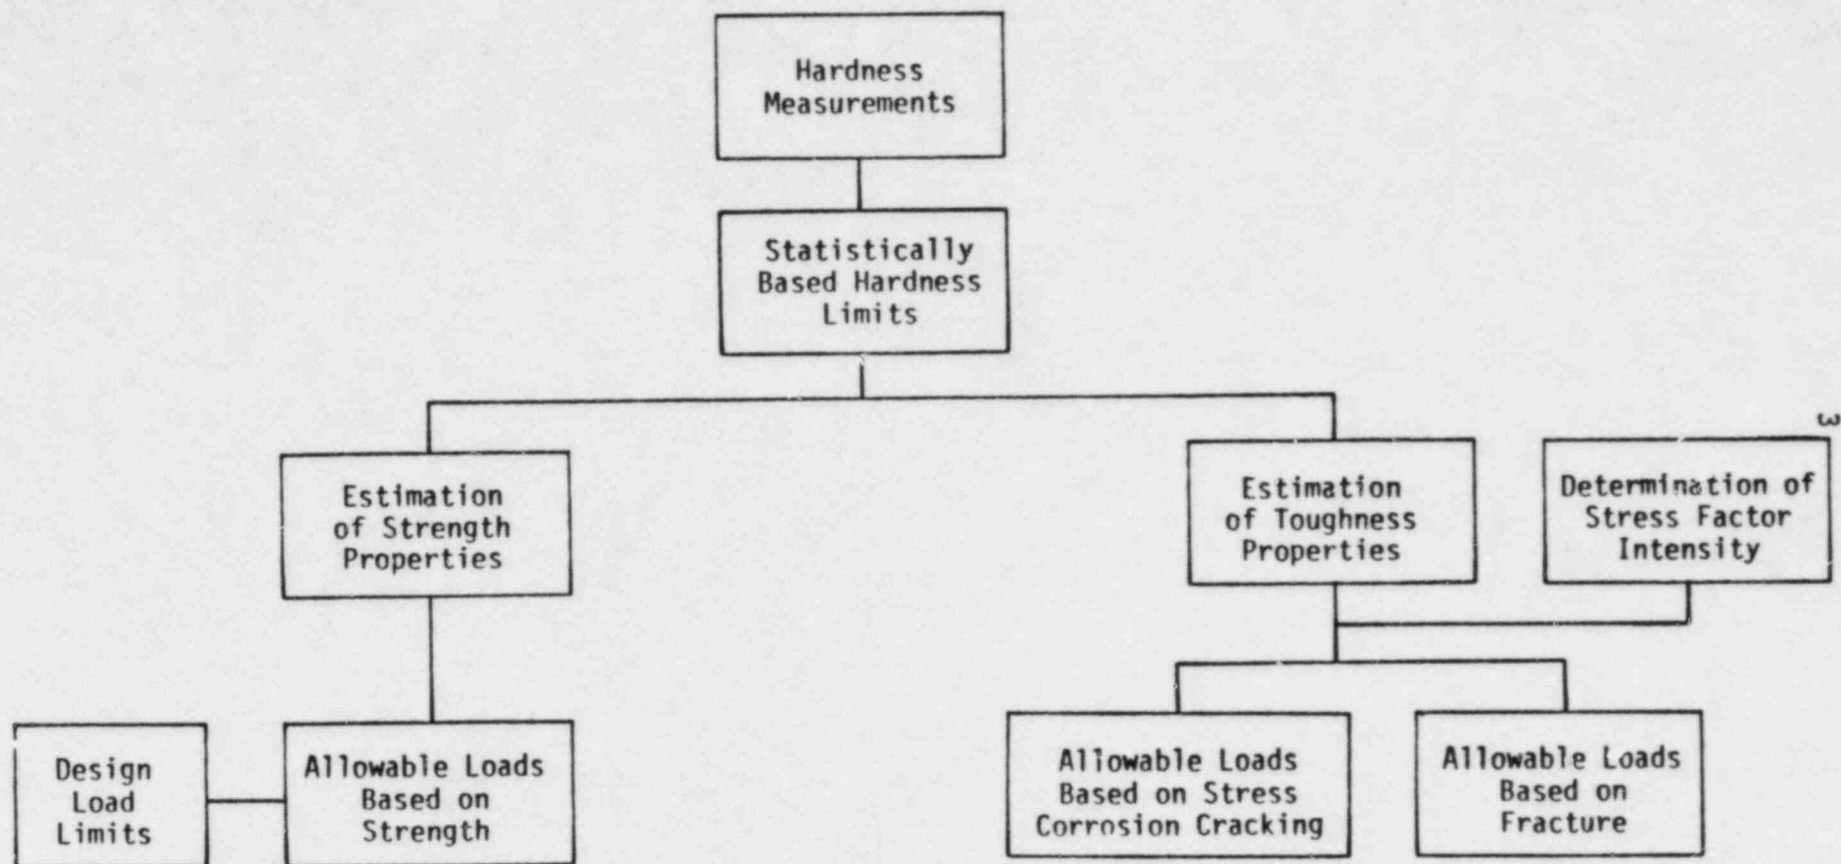 Hardness
Measurements
Statistically
Based Hardness
Limits
3
Estimation
of Strength
Properties
Estimation
of Toughness
Properties
Determination of
Stress Factor
Intensity
Design
Load
Limits
Allowable Loads
Based on
Strength
Allowable Loads
Based on Stress
Corrosion Cracking
Allowable Loads
Based on
Fracture